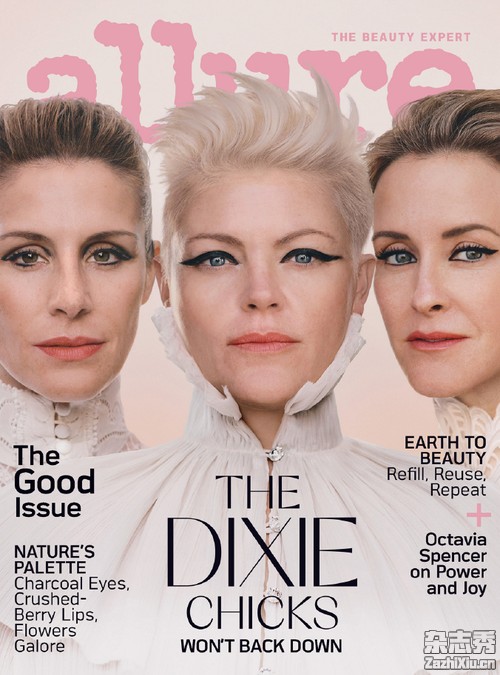 THE BEAUTY EXPERT
allure
The
Good
Issue
NATURE'S
PALETTE
Charcoal Eyes,
Crushed-
Berry Lips,
Flowers
Galore
THE
DIXIE
CHICKS
WON'T BACK DOWN
EARTH TO
BEAUTY
Refill, Reuse,
Repeat
+
Octavia
Spencer
on Power
and Joy
杂志秀
ZazhiXiu.cn